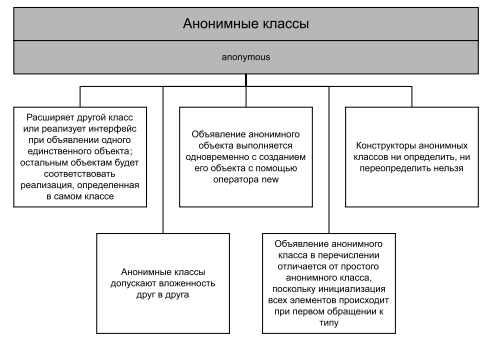 Анонимные классы
anonymous
Расширяет другой класс
или реализует интерфейс
при объявлении одного
единственного объекта;
остальным объектам будет
соответствовать
реализация, определенная
в самом классе
Объявление анонимного
объекта выполняется
одновременно с созданием
его объекта с помощью
оператора new
Конструкторы анонимных
классов ни определить, ни
переопределить нельзя
Анонимные классы
допускают вложенность
друг в друга
Объявление анонимного
класса в перечислении
отличается от простого
анонимного класса,
поскольку инициализация
всех элементов происходит
при первом обращении к
типу